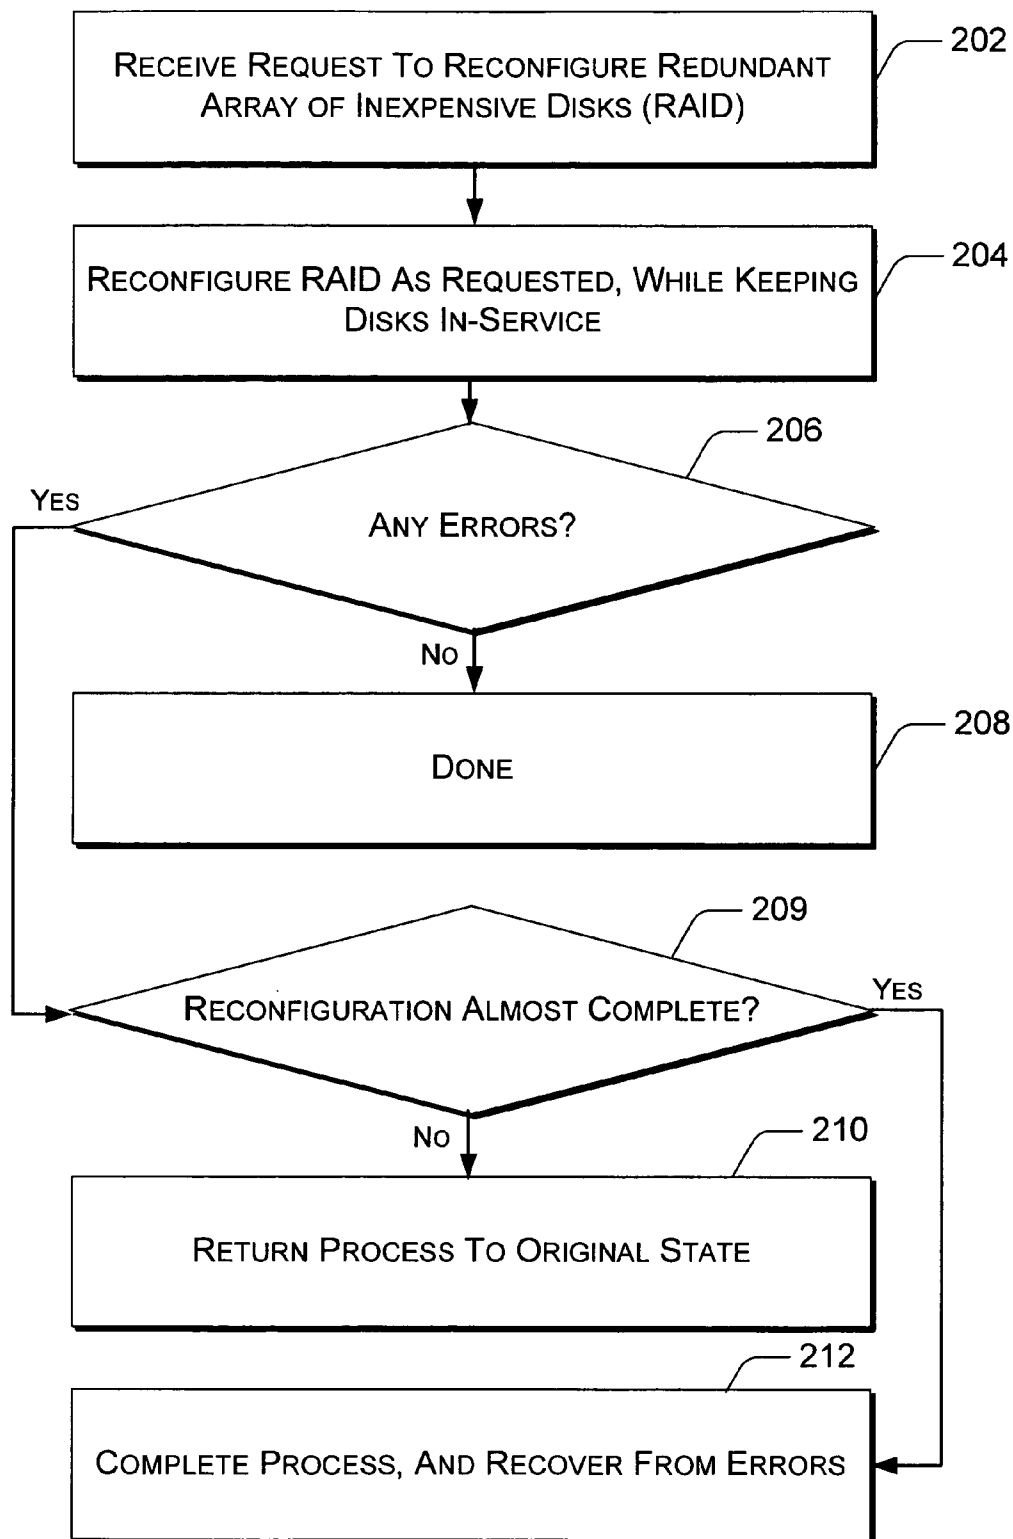 RECEIVE REQUEST TO RECONFIGURE REDUNDANT
ARRAY OF INEXPENSIVE DISKS (RAID)
202
RECONFIGURE RAID AS REQUESTED, WHILE KEEPING
DISKS IN-SERVICE
204
206
YES
ANY ERRORS?
NO
208
DONE
209
YES
RECONFIGURATION ALMOST COMPLETE?
NO
210
RETURN PROCESS TO ORIGINAL STATE
212
COMPLETE PROCESS, AND RECOVER FROM ERRORS